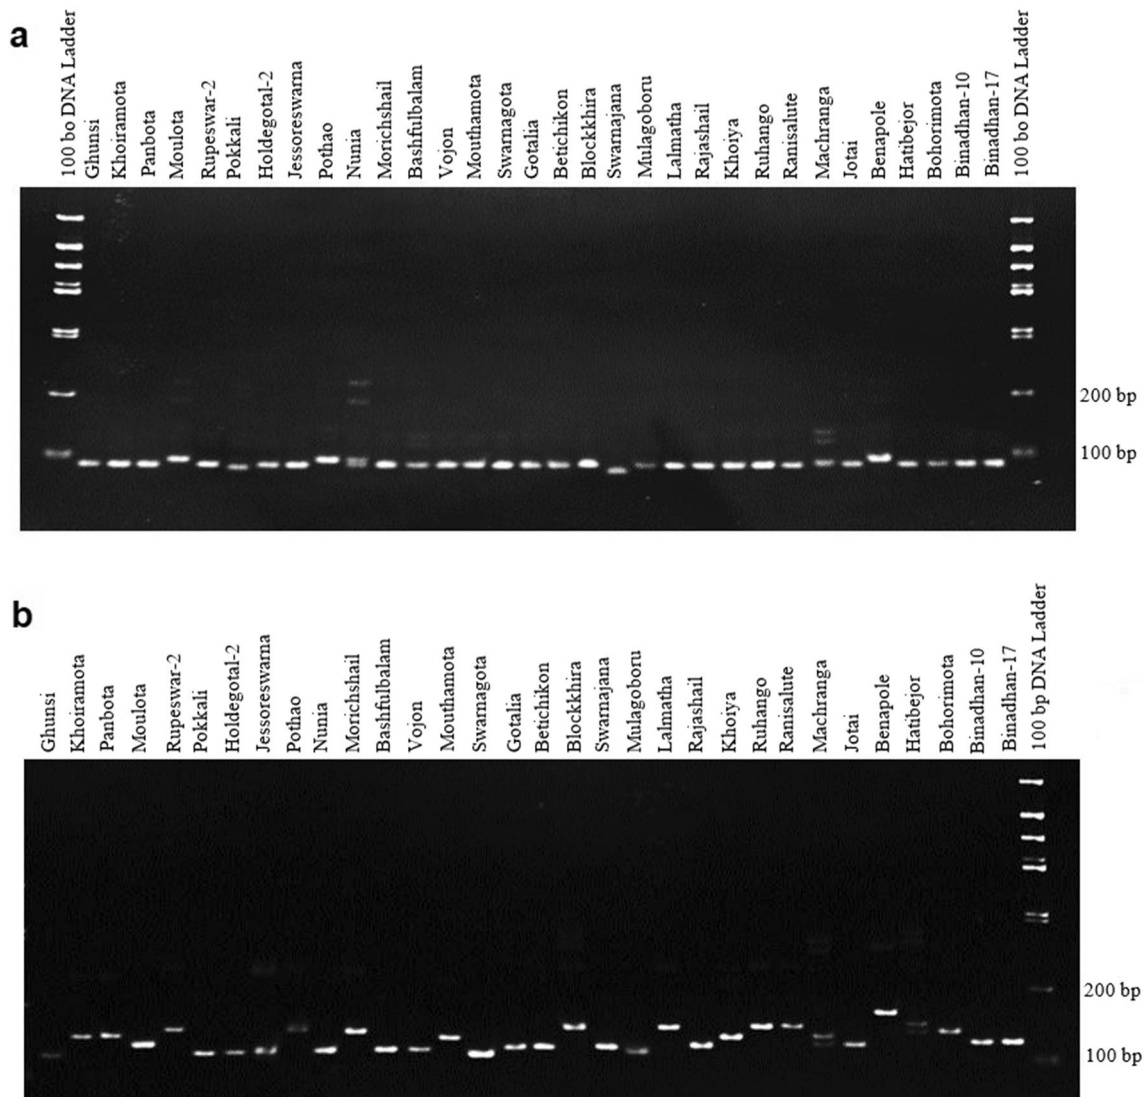 a
100 bo DNA Ladder
Ghunsi
Khoiramota
Panbota
Moulota
Rupeswar-2
Pokkali
Holdegotal-2
Jessoreswarna
Pothao
Nunia
Morichshail
Bashfulbalam
Vojon
Mouthamota
Swarnagota
Gotalia
Betichikon
Blockkhira
Swarnajana
Mulagoboru
Lalmatha
Rajashail
Khoiya
Ruhango
Ranisalute
Machranga
Jotai
Benapole
Hatibejor
Bohorimota
Binadhan-10
Binadhan-17
100 bo DNA Ladder
200 bp
100 bp
b
Ghunsi
Khoiramota
Panbota
Moulota
Rupeswar-2
Pokkali
Holdegotal-2
Jessoreswarna
Pothao
Nunia
Morichshail
Bashfulbalam
Vojon
Mouthamota
Swarnagota
Gotalia
Betichikon
Blockkhira
Swarnajana
Mulagoboru
Lalmatha
Rajashail
Khoiya
Ruhango
Ranisalute
Machranga
Jotai
Benapole
Hatibejor
Bohorimota
Binadhan-10
Binadhan-17
100 bp DNA Ladder
200 bp
100 bp